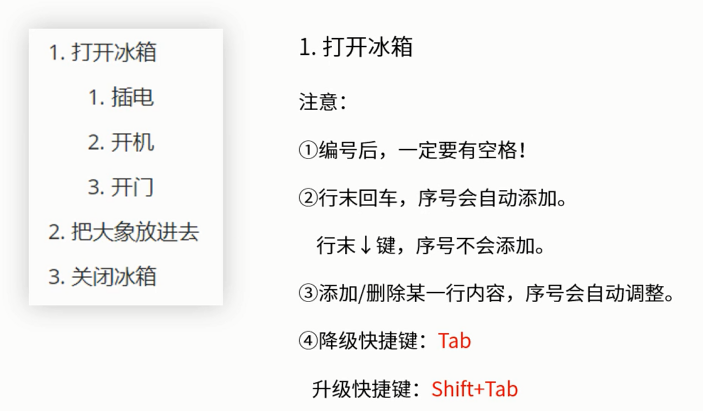 1. 打开冰箱
1. 插电
2. 开机
3. 开门
2. 把大象放进去
3. 关闭冰箱
1. 打开冰箱
注意：
①编号后，一定要有空格！
②行末回车，序号会自动添加。
行末↓键，序号不会添加。
③添加/删除某一行内容，序号会自动调整。
④降级快捷键：Tab
升级快捷键：Shift+Tab